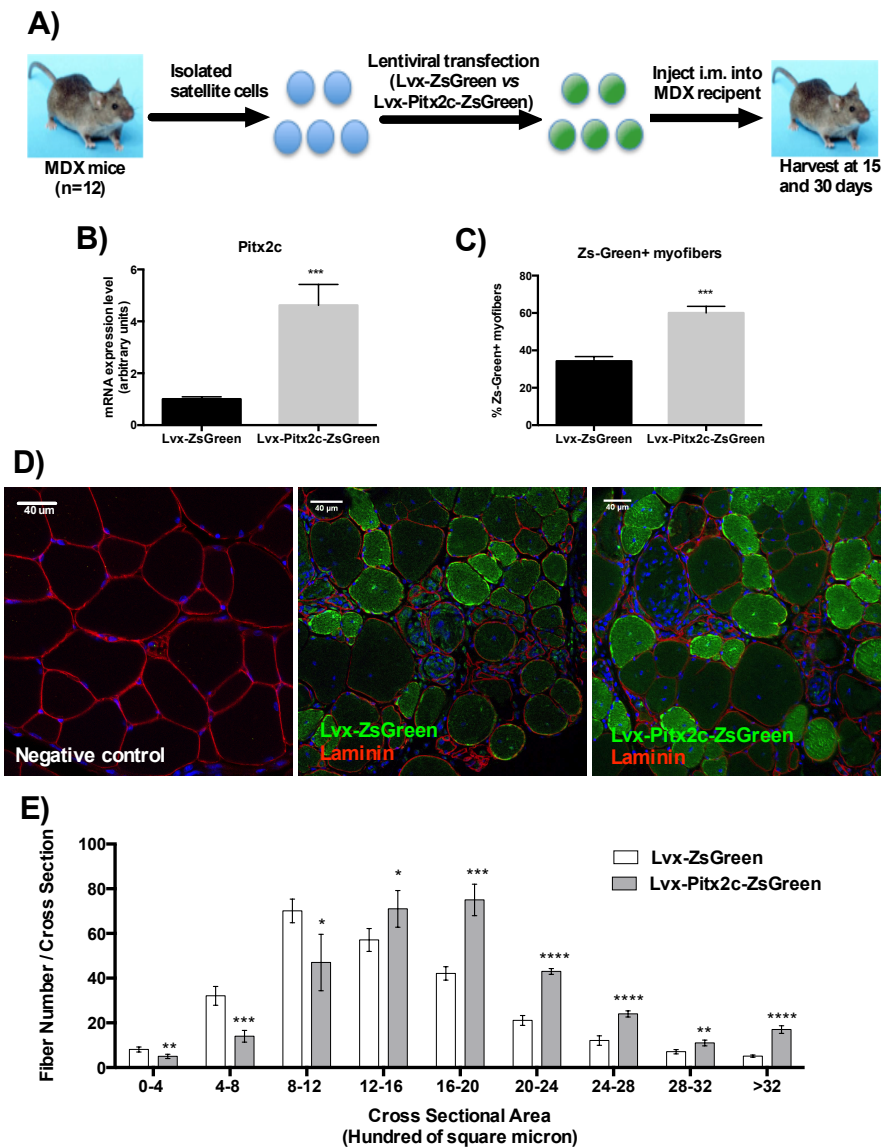 A)
Isolated
satellite cells
Lentiviral transfection
(Lvx-ZsGreen vs
Lvx-Pitx2c-ZsGreen)
Inject i.m. into
MDX recipent
MDX mice
(n=12)
Harvest at 15
and 30 days
B)
Pitx2c
mRNA expression level
(arbitrary units)
6
4
2
0
***
Lvx-ZsGreen
Lvx-Pitx2c-ZsGreen
C)
Zs-Green+ myofibers
% Zs-Green+ myofibers
80
60
40
20
0
***
Lvx-ZsGreen
Lvx-Pitx2c-ZsGreen
D)
40 um
Negative control
40 µm
Lvx-ZsGreen
Laminin
40 µm
Lvx-Pitx2c-ZsGreen
Laminin
E)
Fiber Number / Cross Section
100
80
60
40
20
0
Lvx-ZsGreen
Lvx-Pitx2c-ZsGreen
** *** * * *** **** **** ** ****
0-4 4-8 8-12 12-16 16-20 20-24 24-28 28-32 >32
Cross Sectional Area
(Hundred of square micron)